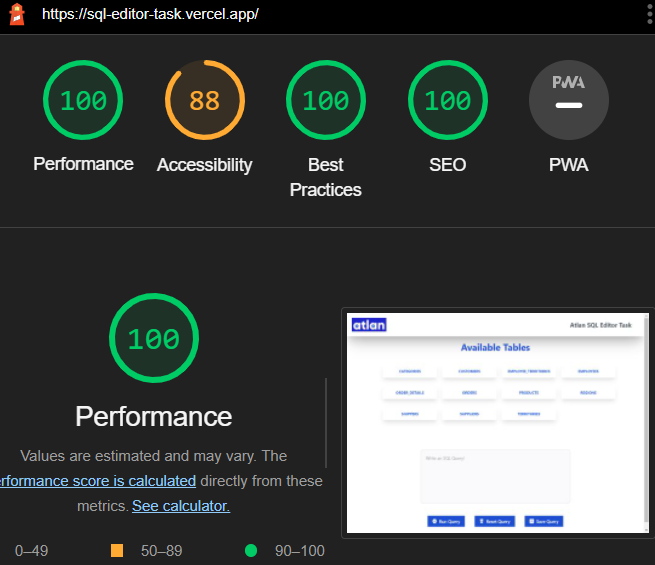 https://sql-editor-task.vercel.app/
100
88
100
100
PWA
Performance
Accessibility
Best
Practices
SEO
PWA
100
Performance
Values are estimated and may vary. The
erformance score is calculated directly from these
metrics. See calculator.
0–49
50–89
90–100
atlan
Atlan SQL Editor Task
Available Tables
CATEGORIES
CUSTOMERS
EMPLOYEE_TERRITORIES
EMPLOYEES
ORDER_DETAILS
ORDERS
PRODUCTS
REGIONS
SHIPPERS
SUPPLIERS
TERRITORIES
Write an SQL Query!
Run Query
Reset Query
Save Query